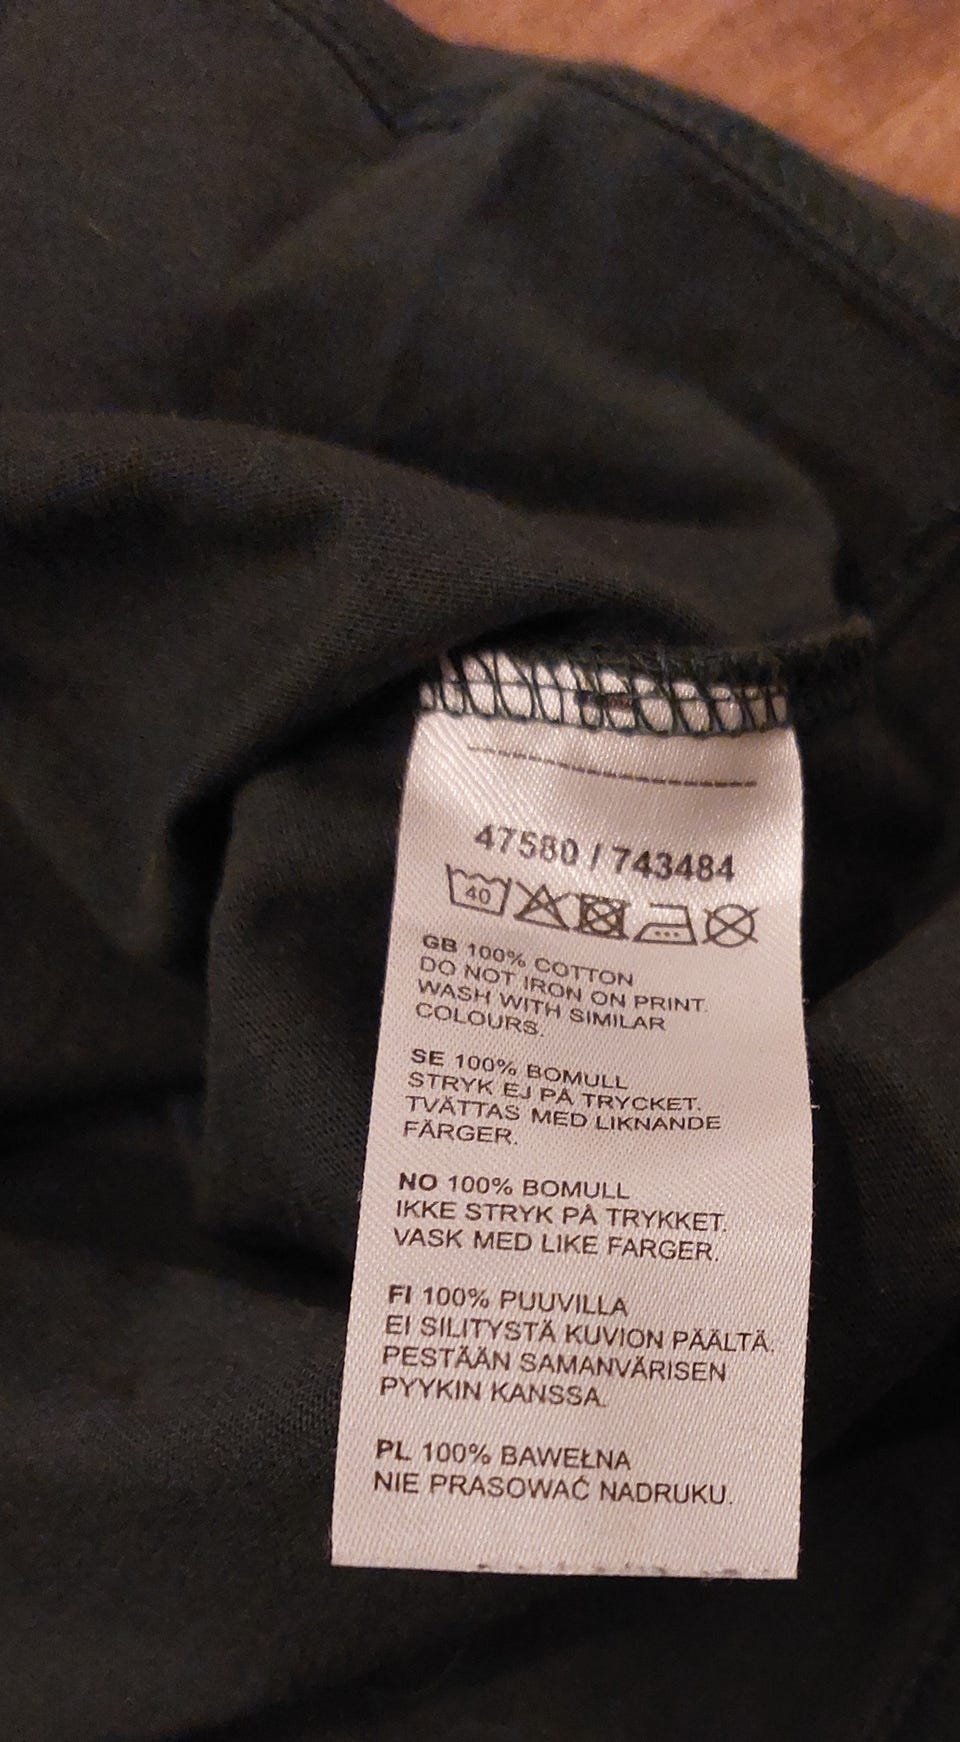 47580 / 743484
40
GB 100% COTTON
DO NOT IRON ON PRINT.
WASH WITH SIMILAR
COLOURS.
SE 100% BOMULL
STRYK EJ PÅ TRYCKET.
TVÄTTAS MED LIKNANDE
FÄRGER.
NO 100% BOMULL
IKKE STRYK PÅ TRYKKET.
VASK MED LIKE FARGER.
FI 100% PUUVILLA
EI SILITYSTÄ KUVION PÄÄLTÄ.
PESTÄÄN SAMANVÄRISEN
PYYKIN KANSSA.
PL 100% BAWEŁNA
NIE PRASOWAĆ NADRUKU.